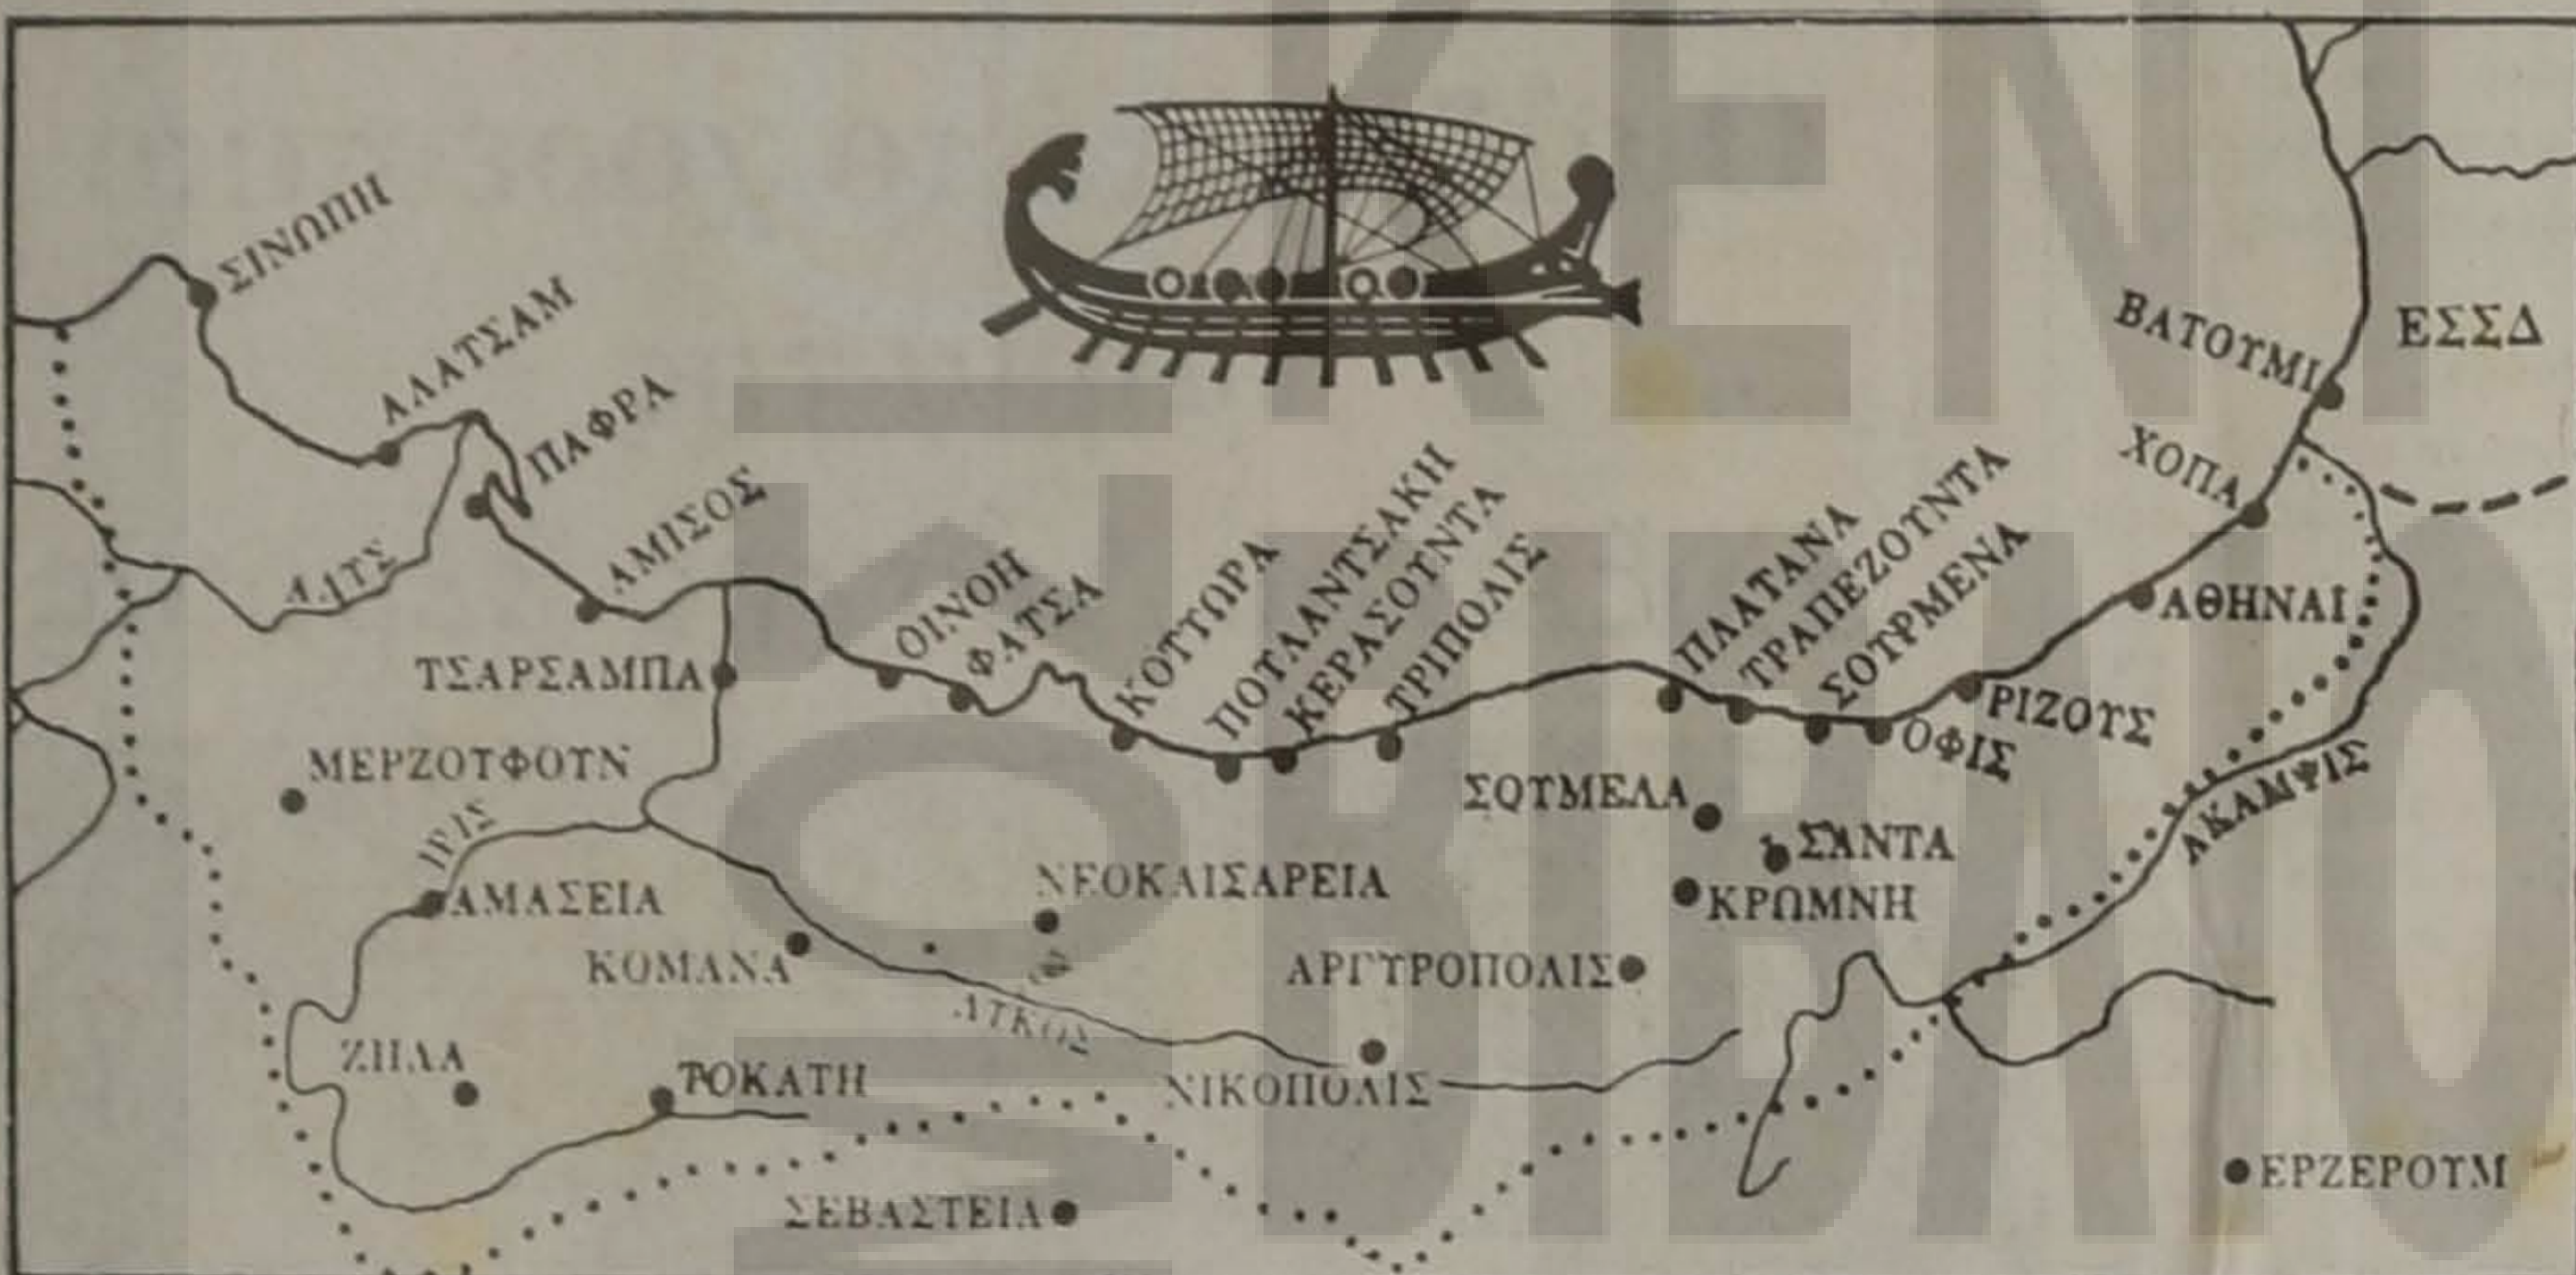 ΣΙΝΩΠΗ
ΑΛΑΤΣΑΜ
ΠΑΦΡΑ
ΑΛΥΣ
ΑΜΙΣΟΣ
ΤΣΑΡΣΑΜΠΑ
ΟΙΝΟΗ
ΦΑΤΣΑ
ΚΟΤΥΩΡΑ
ΠΟΥΛΑΝΤΣΑΚΗ
ΚΕΡΑΣΟΥΝΤΑ
ΤΡΙΠΟΛΙΣ
ΠΛΑΤΑΝΑ
ΤΡΑΠΕΖΟΥΝΤΑ
ΣΟΥΡΜΕΝΑ
ΟΦΙΣ
ΡΙΖΟΥΣ
ΑΘΗΝΑΙ
ΧΟΠΑ
ΒΑΤΟΥΜΙ
ΕΣΣΔ
ΜΕΡΖΟΥΦΟΥΝ
ΙΡΙΣ
ΑΜΑΣΕΙΑ
ΚΟΜΑΝΑ
ΝΕΟΚΑΙΣΑΡΕΙΑ
ΛΥΚΟΣ
ΣΟΥΜΕΛΑ
ΣΑΝΤΑ
ΚΡΩΜΝΗ
ΑΡΓΥΡΟΠΟΛΙΣ
ΑΚΑΜΨΙΣ
ΖΗΛΑ
ΤΟΚΑΤΗ
ΝΙΚΟΠΟΛΙΣ
ΣΕΒΑΣΤΕΙΑ
ΕΡΖΕΡΟΥΜ